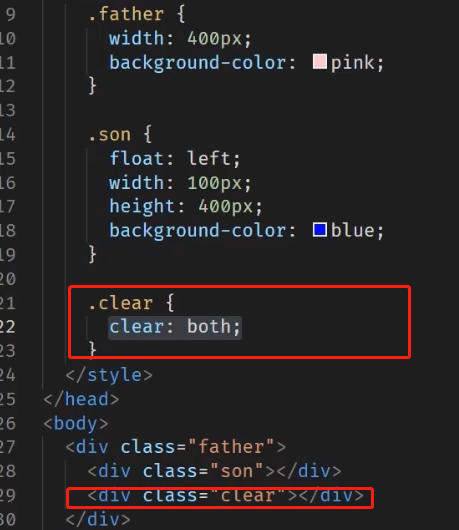 9 .father {
10 width: 400px;
11 background-color: pink;
12 }
13
14 .son {
15 float: left;
16 width: 100px;
17 height: 400px;
18 background-color: blue;
19 }
20
21 .clear {
22 clear: both;
23 }
24 </style>
25 </head>
26 <body>
27 <div class="father">
28 <div class="son"></div>
29 <div class="clear"></div>
30 </div>